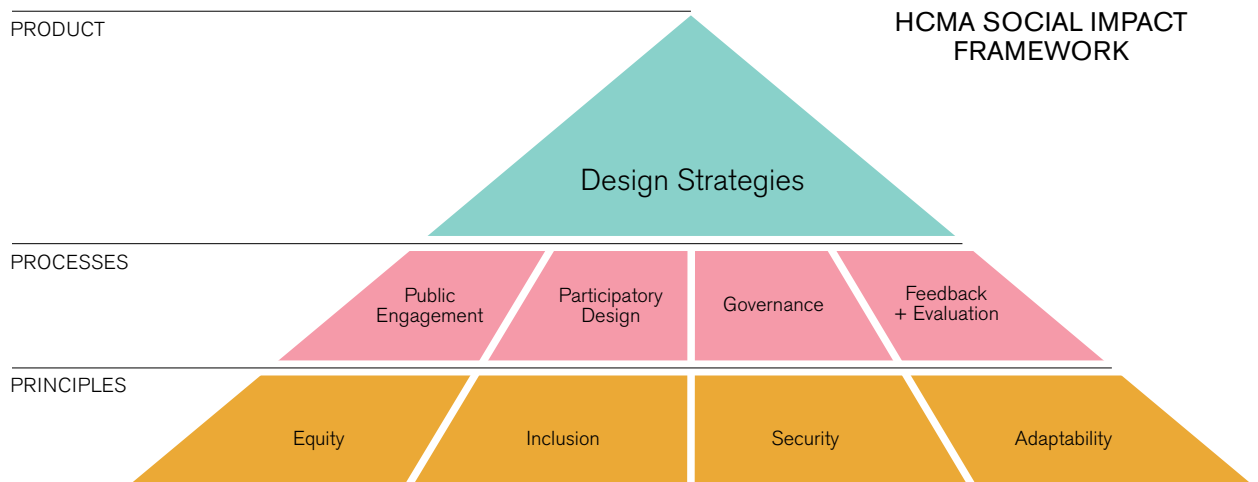 HCMA SOCIAL IMPACT
FRAMEWORK
PRODUCT
Design Strategies
PROCESSES
Public
Engagement
Participatory
Design
Governance
Feedback
+ Evaluation
PRINCIPLES
Equity
Inclusion
Security
Adaptability